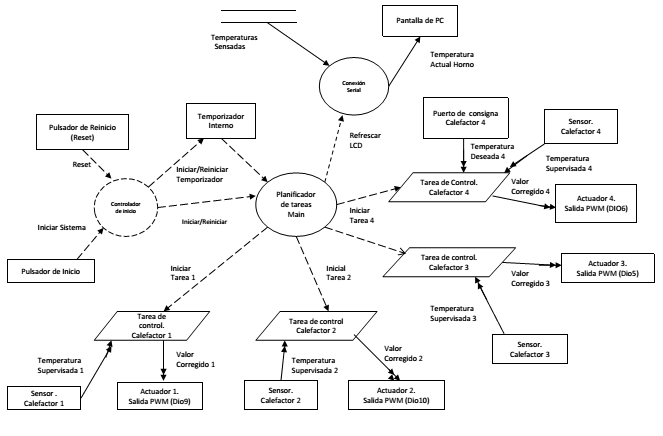 Pantalla de PC
Temperaturas
Sensadas
Temperatura
Actual Horno
Conexión
Serial
Temporizador
Interno
Pulsador de Reinicio
(Reset)
Puerto de consigna
Calefactor 4
Sensor.
Calefactor 4
Refrescar
LCD
Reset
Iniciar/Reiniciar
Temporizador
Temperatura
Deseada 4
Temperatura
Supervisada 4
Controlador
de inicio
Planificador
de tareas
Main
Tarea de Control.
Calefactor 4
Valor
Corregido 4
Actuador 4.
Salida PWM (DIO6)
Iniciar/Reiniciar
Iniciar
Tarea 4
Iniciar Sistema
Pulsador de Inicio
Iniciar
Tarea 1
Inicial
Tarea 2
Tarea de control.
Calefactor 3
Valor
Corregido 3
Actuador 3.
Salida PWM (Dio5)
Temperatura
Supervisada 3
Tarea de
control.
Calefactor 1
Tarea de control
Calefactor 2
Sensor.
Calefactor 3
Temperatura
Supervisada 1
Valor
Corregido 1
Temperatura
Supervisada 2
Valor
Corregido 2
Sensor .
Calefactor 1
Actuador 1.
Salida PWM (Dio9)
Sensor.
Calefactor 2
Actuador 2.
Salida PWM (Dio10)